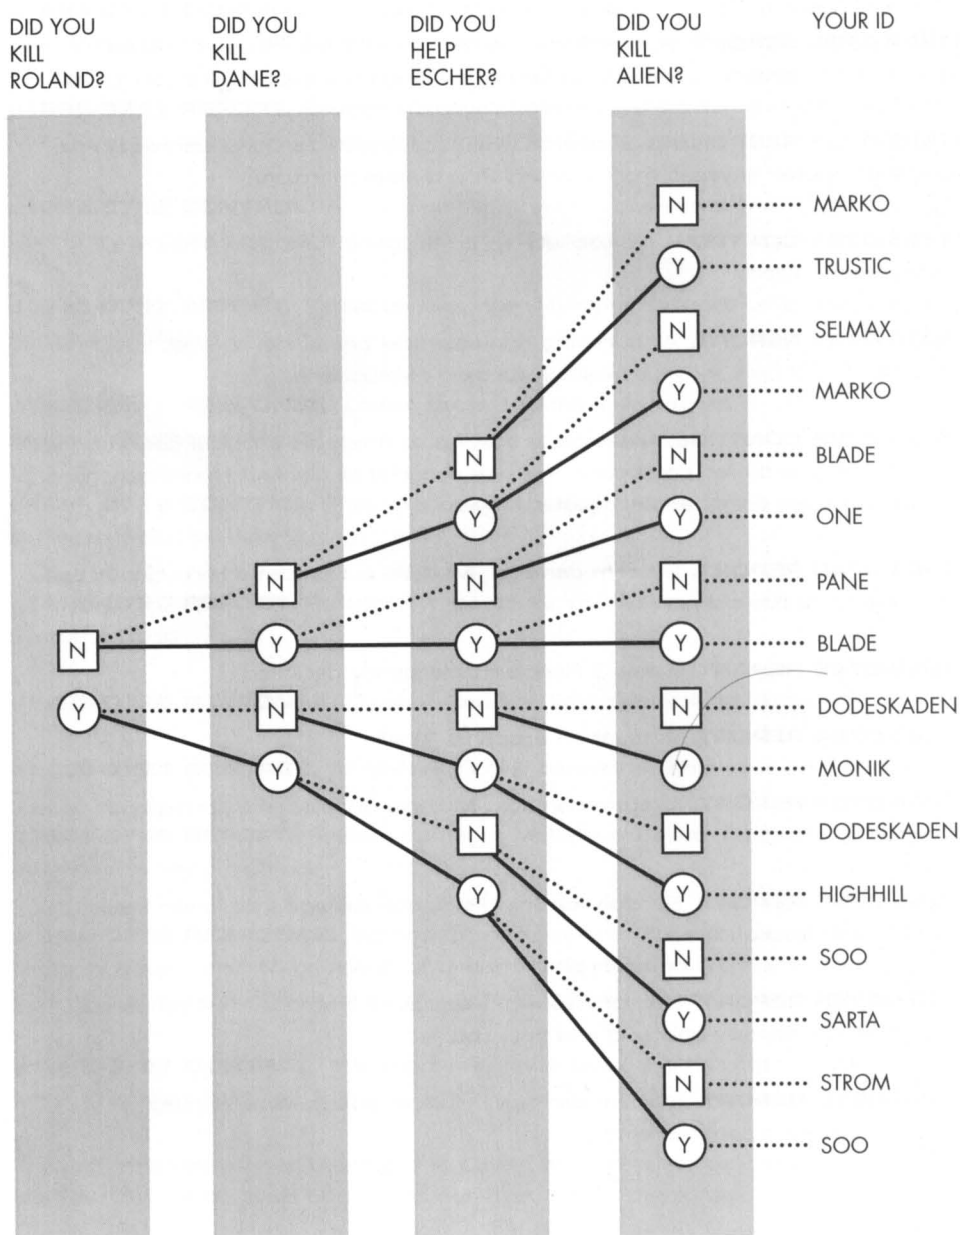 DID YOU
KILL
ROLAND?
DID YOU
KILL
DANE?
DID YOU
HELP
ESCHER?
DID YOU
KILL
ALIEN?
YOUR ID
N MARKO
Y TRUSTIC
N SELMAX
Y MARKO
N N BLADE
Y Y ONE
N N N PANE
N Y Y Y BLADE
Y N N N DODESKADEN
Y Y Y MONIK
N N DODESKADEN
Y Y HIGHHILL
N SOO
Y SARTA
N STROM
Y SOO